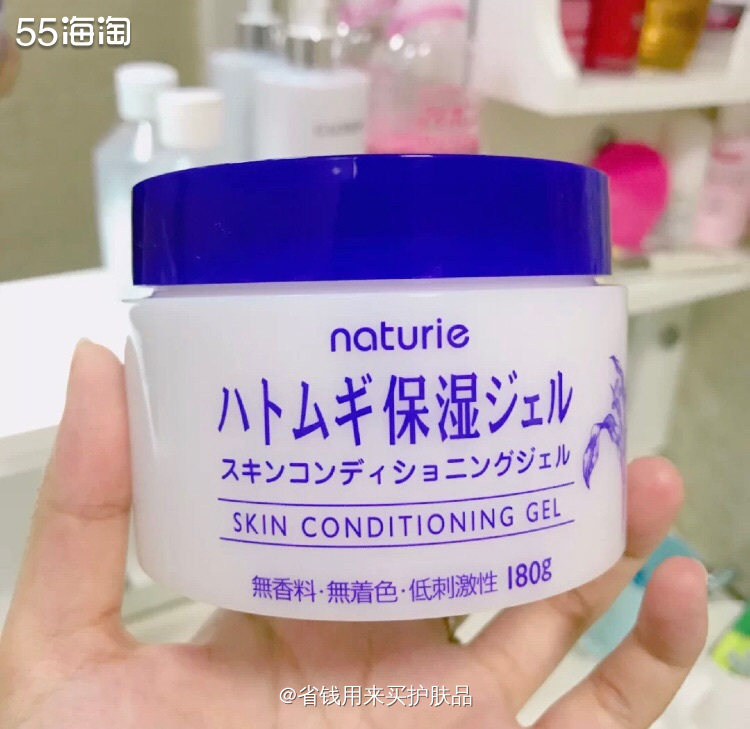 55海淘
naturie
ハトムギ保湿ジェル
スキンコンディショニングジェル
SKIN CONDITIONING GEL
無香料・無着色・低刺激性 180g
@省钱用来买护肤品